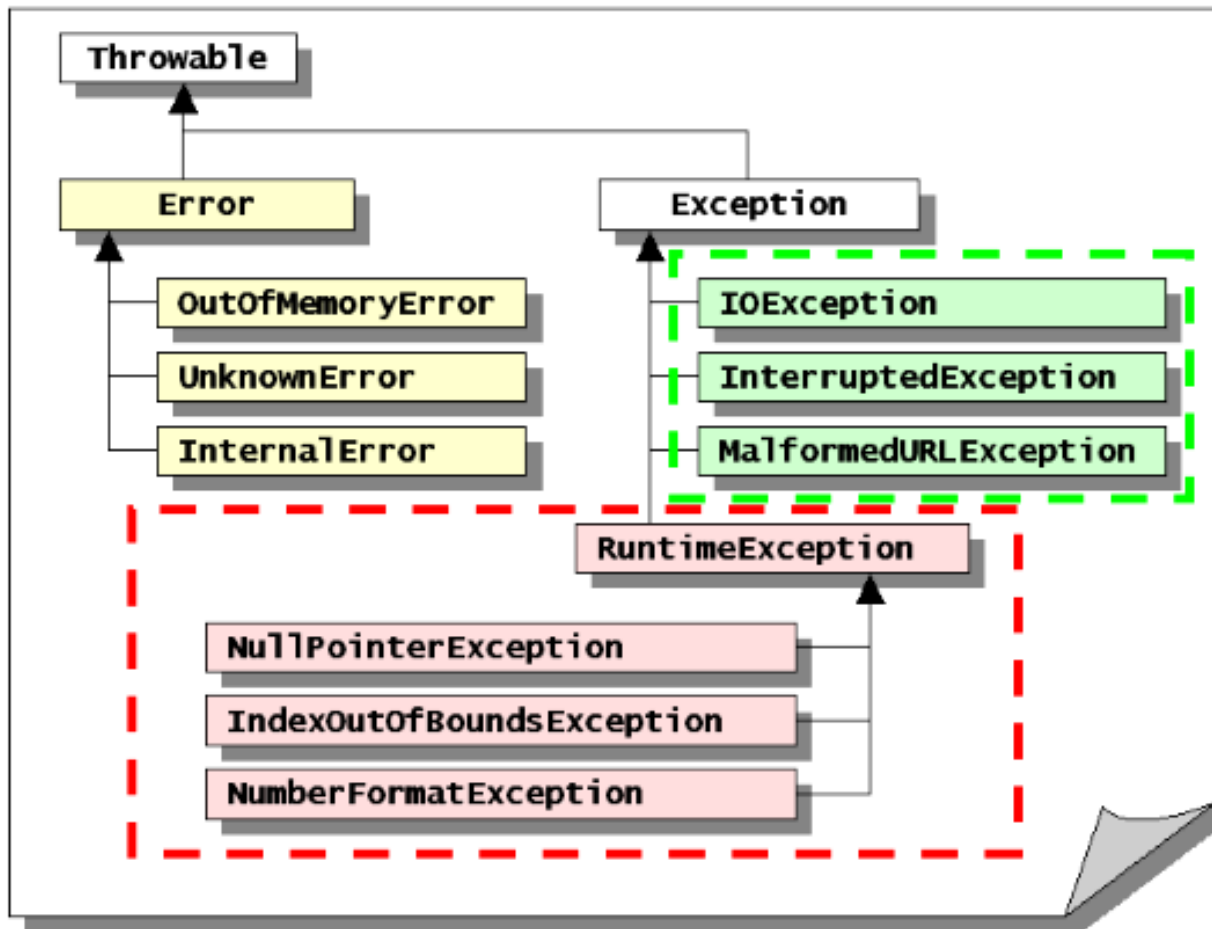 Throwable
Error
Exception
OutOfMemoryError
UnknownError
InternalError
IOException
InterruptedException
MalformedURLException
RuntimeException
NullPointerException
IndexOutOfBoundsException
NumberFormatException